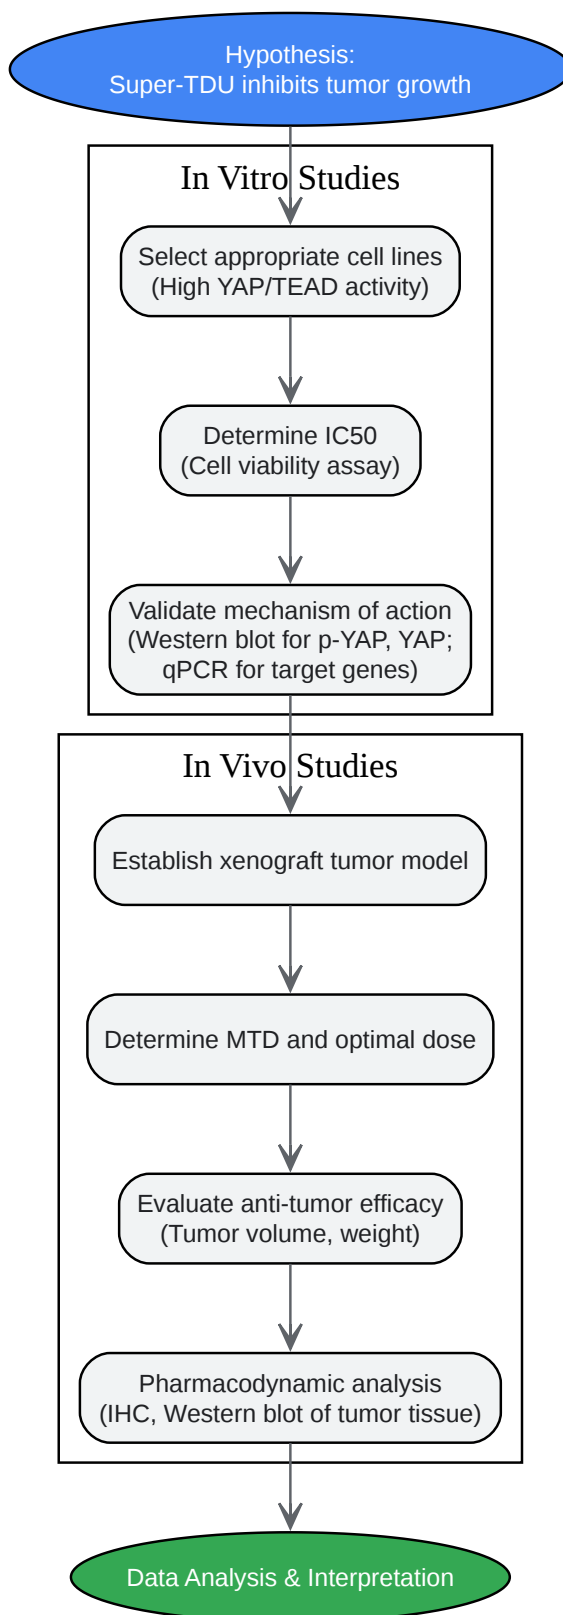 Hypothesis:
Super-TDU inhibits tumor growth
In Vitro Studies
Select appropriate cell lines
(High YAP/TEAD activity)
Determine IC50
(Cell viability assay)
Validate mechanism of action
(Western blot for p-YAP, YAP;
qPCR for target genes)
In Vivo Studies
Establish xenograft tumor model
Determine MTD and optimal dose
Evaluate anti-tumor efficacy
(Tumor volume, weight)
Pharmacodynamic analysis
(IHC, Western blot of tumor tissue)
Data Analysis & Interpretation